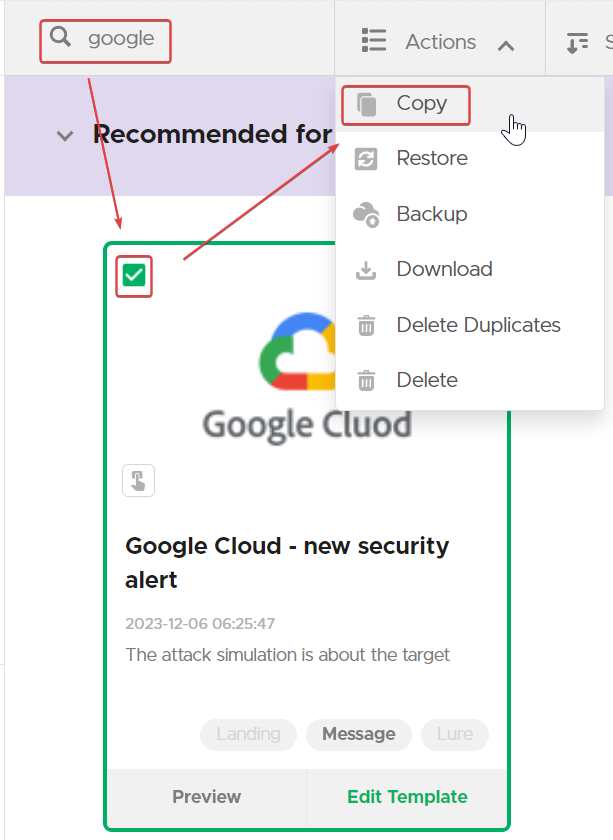 google
Actions
S
Recommended for
Copy
Restore
Backup
Download
Delete Duplicates
Delete
Google Cluod
Google Cloud - new security
alert
2023-12-06 06:25:47
The attack simulation is about the target
Landing Message Lure
Preview Edit Template